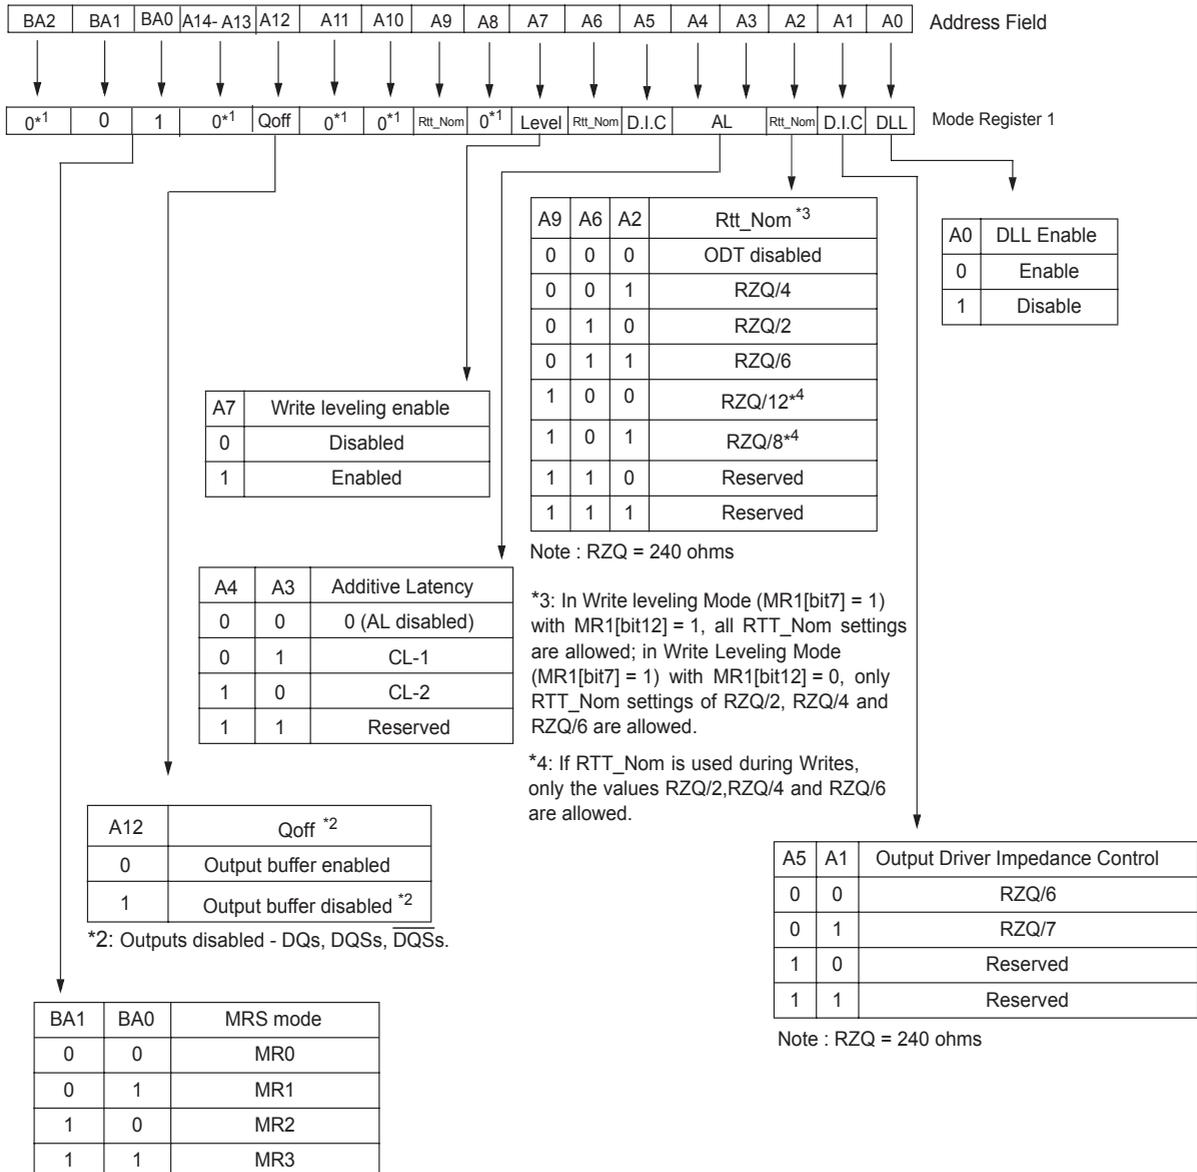 BA2 BA1 BA0 A14- A13 A12 A11 A10 A9 A8 A7 A6 A5 A4 A3 A2 A1 A0 Address Field
0*1 0 1 0*1 Qoff 0*1 0*1 Rtt_Nom 0*1 Level Rtt_Nom D.I.C AL Rtt_Nom D.I.C DLL Mode Register 1
A9 A6 A2 Rtt_Nom *3
0 0 0 ODT disabled
0 0 1 RZQ/4
0 1 0 RZQ/2
0 1 1 RZQ/6
1 0 0 RZQ/12*4
1 0 1 RZQ/8*4
1 1 0 Reserved
1 1 1 Reserved
Note : RZQ = 240 ohms
*3: In Write leveling Mode (MR1[bit7] = 1)
with MR1[bit12] = 1, all RTT_Nom settings
are allowed; in Write Leveling Mode
(MR1[bit7] = 1) with MR1[bit12] = 0, only
RTT_Nom settings of RZQ/2, RZQ/4 and
RZQ/6 are allowed.
*4: If RTT_Nom is used during Writes,
only the values RZQ/2,RZQ/4 and RZQ/6
are allowed.
A0 DLL Enable
0 Enable
1 Disable
A7 Write leveling enable
0 Disabled
1 Enabled
A4 A3 Additive Latency
0 0 0 (AL disabled)
0 1 CL-1
1 0 CL-2
1 1 Reserved
A12 Qoff *2
0 Output buffer enabled
1 Output buffer disabled *2
*2: Outputs disabled - DQs, DQSs, D̅Q̅S̅s.
A5 A1 Output Driver Impedance Control
0 0 RZQ/6
0 1 RZQ/7
1 0 Reserved
1 1 Reserved
Note : RZQ = 240 ohms
BA1 BA0 MRS mode
0 0 MR0
0 1 MR1
1 0 MR2
1 1 MR3